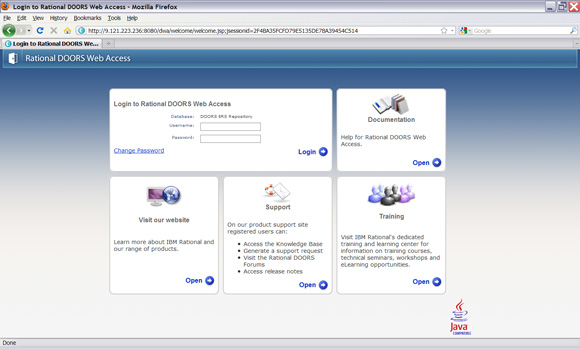 Login to Rational DOORS Web Access - Mozilla Firefox
File Edit View History Bookmarks Tools Help
http://9.121.223.236:8080/dwa/welcome/welcome.jsp;jsessionid=2F4BA35FCFD79E5135DE78A39454C514
Google
Login to Rational DOORS We...
Rational DOORS Web Access
Login to Rational DOORS Web Access
Database: DOORS ERS Repository
Username:
Password:
Change Password
Login
Documentation
Help for Rational DOORS Web
Access.
Open
Visit our website
Learn more about IBM Rational and
our range of products.
Open
Support
On our product support site
registered users can:
Access the Knowledge Base
Generate a support request
Visit the Rational DOORS
Forums
Access release notes
Open
Training
Visit IBM Rational's dedicated
training and learning center for
information on training courses,
technical seminars, workshops and
eLearning opportunities.
Open
Java
COMPATIBLE
Done